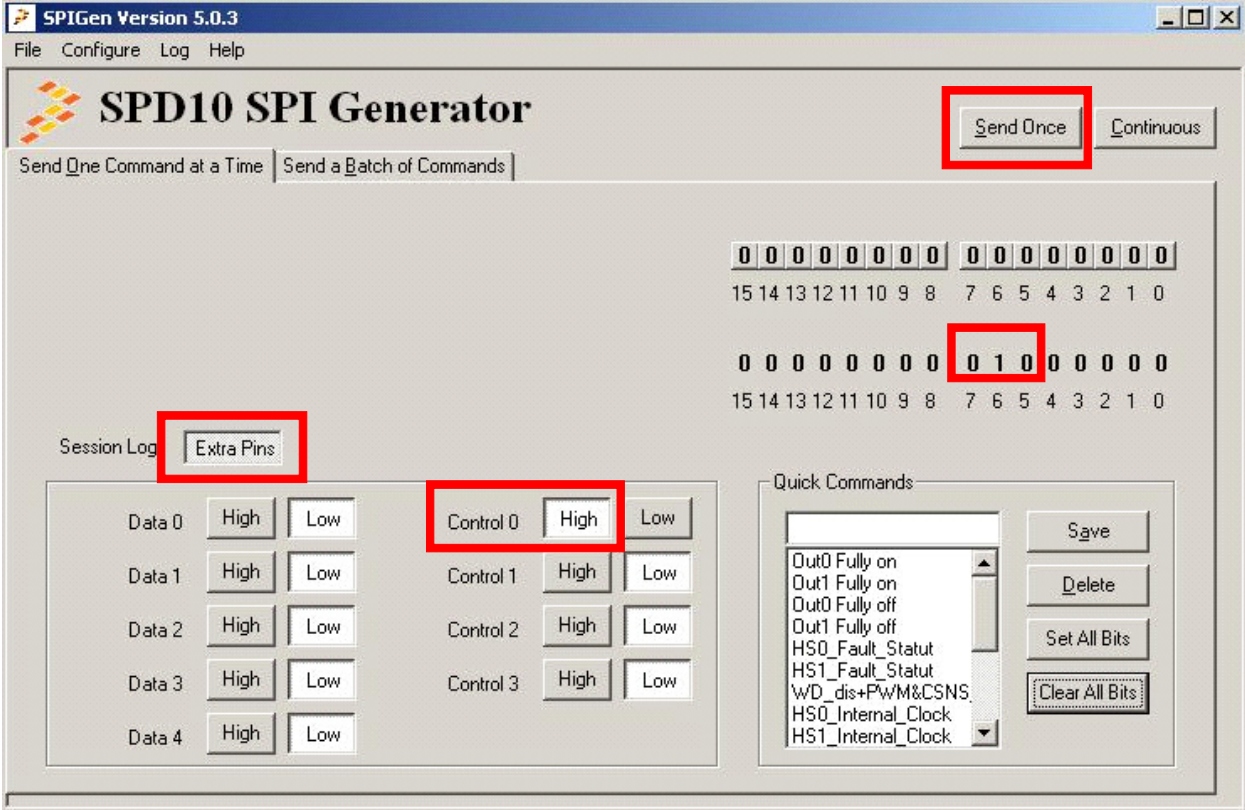 SPIGen Version 5.0.3
File Configure Log Help
SPD10 SPI Generator
Send Once Continuous
Send One Command at a Time Send a Batch of Commands
0 0 0 0 0 0 0 0 0 0 0 0 0 0 0 0
15 14 13 12 11 10 9 8 7 6 5 4 3 2 1 0
0 0 0 0 0 0 0 0 0 1 0 0 0 0 0 0
15 14 13 12 11 10 9 8 7 6 5 4 3 2 1 0
Session Log Extra Pins
Data 0 High Low Control 0 High Low
Data 1 High Low Control 1 High Low
Data 2 High Low Control 2 High Low
Data 3 High Low Control 3 High Low
Data 4 High Low
Quick Commands
Out0 Fully on
Out1 Fully on
Out0 Fully off
Out1 Fully off
HS0_Fault_Statut
HS1_Fault_Statut
WD_dis+PWM&CSNS_
HS0_Internal_Clock
HS1_Internal_Clock
Save
Delete
Set All Bits
Clear All Bits